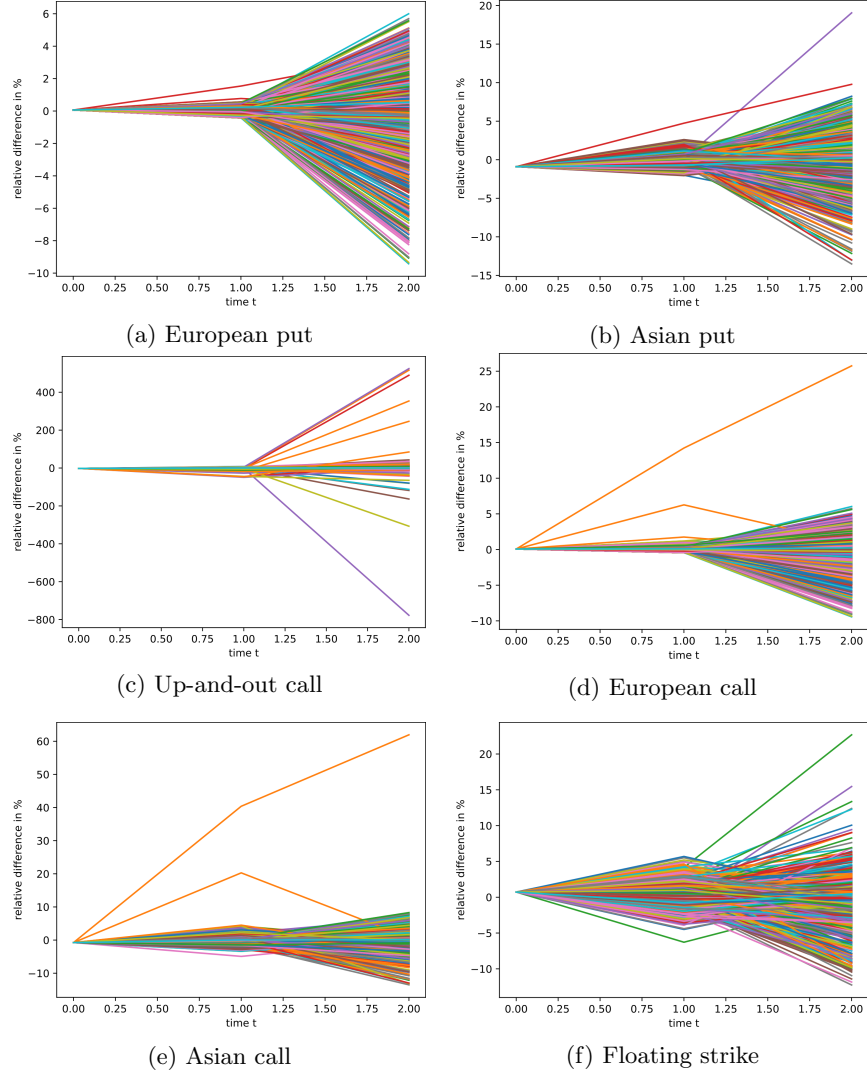 6
4
2
0
−2
−4
−6
−8
−10
relative difference in %
0.00 0.25 0.50 0.75 1.00 1.25 1.50 1.75 2.00
time t
(a) European put
20
15
10
5
0
−5
−10
−15
relative difference in %
0.00 0.25 0.50 0.75 1.00 1.25 1.50 1.75 2.00
time t
(b) Asian put
400
200
0
−200
−400
−600
−800
relative difference in %
0.00 0.25 0.50 0.75 1.00 1.25 1.50 1.75 2.00
time t
(c) Up-and-out call
25
20
15
10
5
0
−5
−10
relative difference in %
0.00 0.25 0.50 0.75 1.00 1.25 1.50 1.75 2.00
time t
(d) European call
60
50
40
30
20
10
0
−10
relative difference in %
0.00 0.25 0.50 0.75 1.00 1.25 1.50 1.75 2.00
time t
(e) Asian call
20
15
10
5
0
−5
−10
relative difference in %
0.00 0.25 0.50 0.75 1.00 1.25 1.50 1.75 2.00
time t
(f) Floating strike